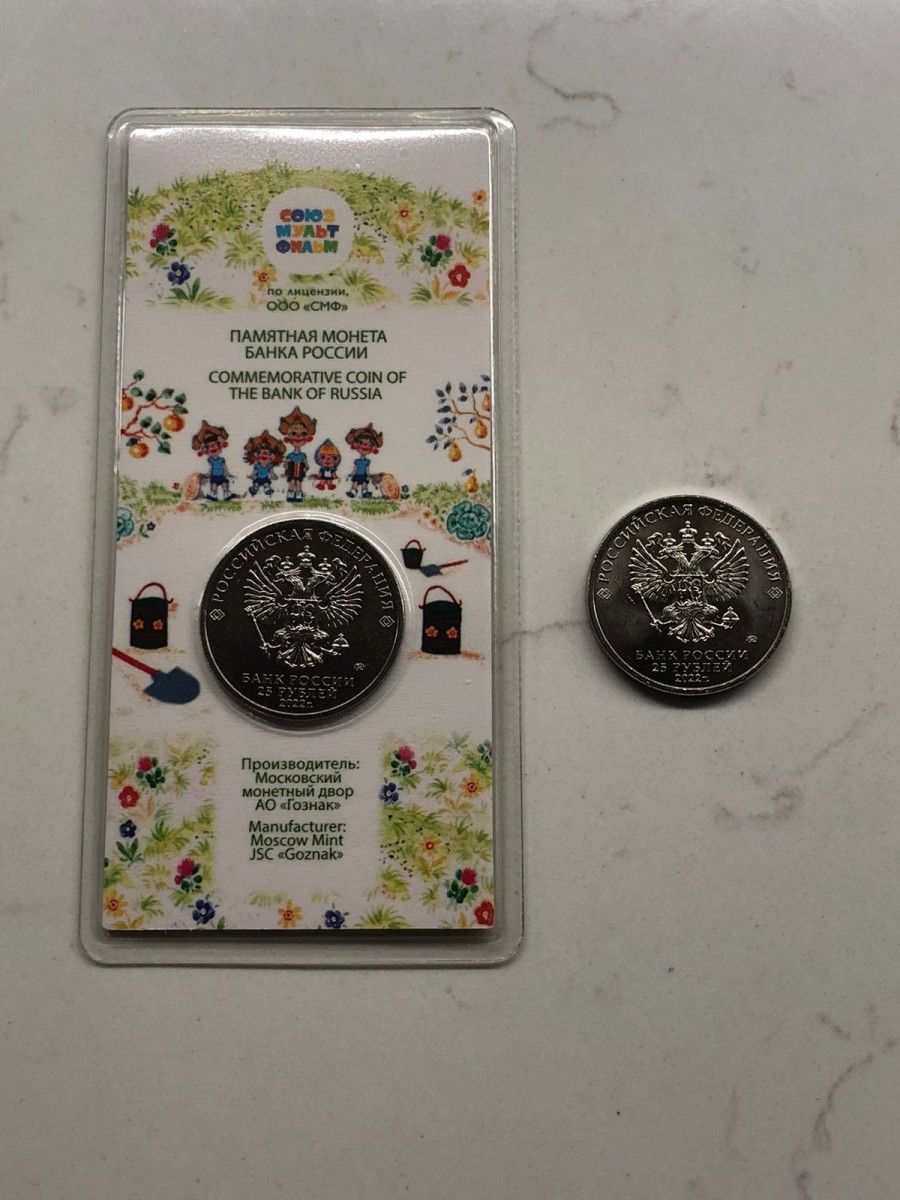 СОЮЗ
МУЛЬТ
ФИЛЬМ
по лицензии,
ООО «СМФ»
ПАМЯТНАЯ МОНЕТА
БАНКА РОССИИ
COMMEMORATIVE COIN OF
THE BANK OF RUSSIA
РОССИЙСКАЯ ФЕДЕРАЦИЯ
БАНК РОССИИ
25 РУБЛЕЙ
2022 г.
Производитель:
Московский
монетный двор
АО «Гознак»
Manufacturer:
Moscow Mint
JSC «Goznak»
РОССИЙСКАЯ ФЕДЕРАЦИЯ
БАНК РОССИИ
25 РУБЛЕЙ
2022 г.